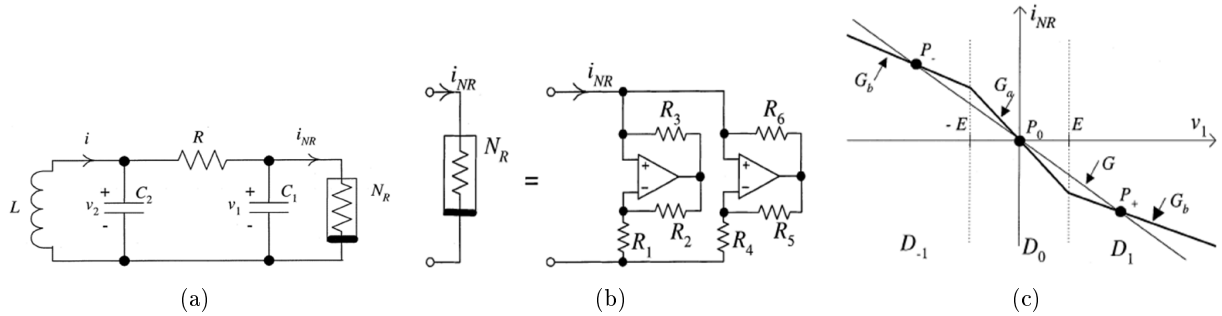 i
R
i_NR
L
+
v_2
-
C_2
+
v_1
-
C_1
N_R
(a)
i_NR
N_R
=
i_NR
R_3
+
-
R_2
R_1
R_6
+
-
R_5
R_4
(b)
i_NR
P_-
G_b
G_a
- E
P_0
E
v_1
G
P_+
G_b
D_-1
D_0
D_1
(c)